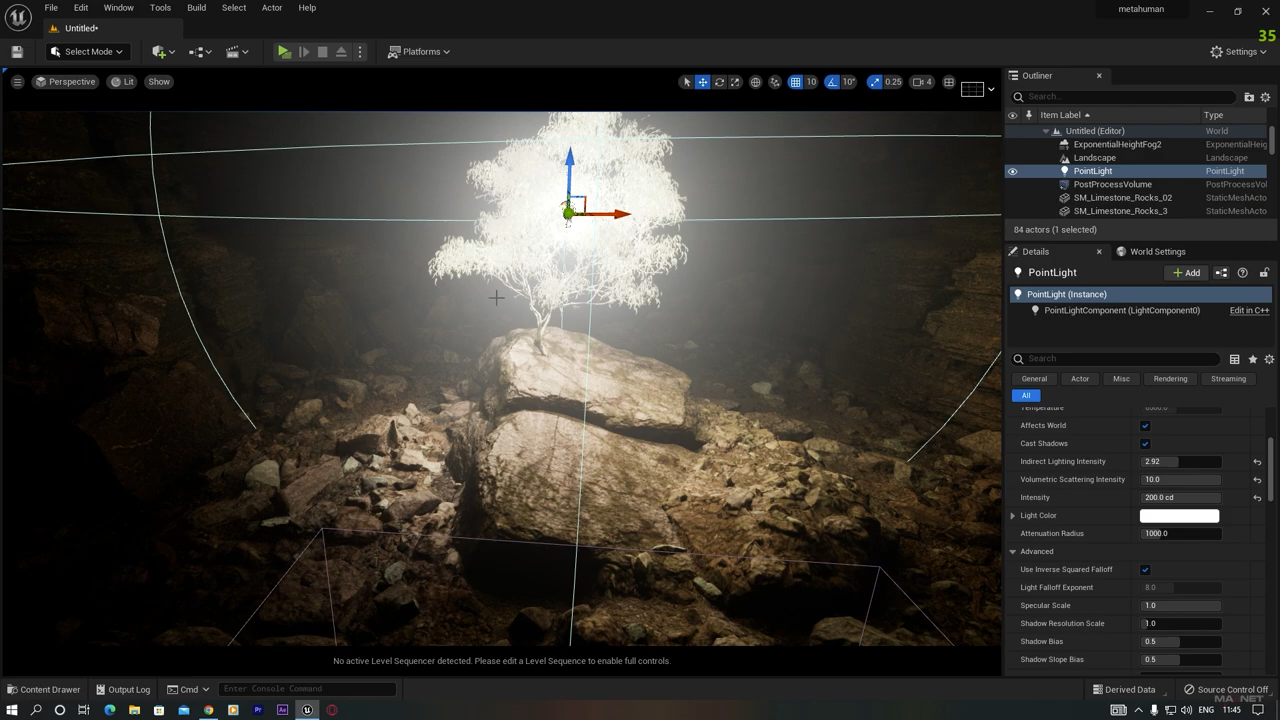 File Edit Window Tools Build Select Actor Help
metahuman
Untitled*
35
Select Mode
Platforms
Settings
Perspective Lit Show
10 10° 0.25 4
Outliner
Search...
Item Label Type
Untitled (Editor) World
ExponentialHeightFog2 ExponentialHeig
Landscape Landscape
PointLight PointLight
PostProcessVolume PostProcessVol
SM_Limestone_Rocks_02 StaticMeshActo
SM_Limestone_Rocks_3 StaticMeshActo
84 actors (1 selected)
Details World Settings
PointLight
Add
PointLight (Instance)
PointLightComponent (LightComponent0) Edit in C++
Search
General Actor Misc Rendering Streaming
All
Temperature
Affects World
Cast Shadows
Indirect Lighting Intensity 2.92
Volumetric Scattering Intensity 10.0
Intensity 200.0 cd
Light Color
Attenuation Radius 1000.0
Advanced
Use Inverse Squared Falloff
Light Falloff Exponent 8.0
Specular Scale 1.0
Shadow Resolution Scale 1.0
Shadow Bias 0.5
Shadow Slope Bias 0.5
No active Level Sequencer detected. Please edit a Level Sequence to enable full controls.
Content Drawer Output Log Cmd Enter Console Command
Derived Data Source Control Off
ENG 11:45